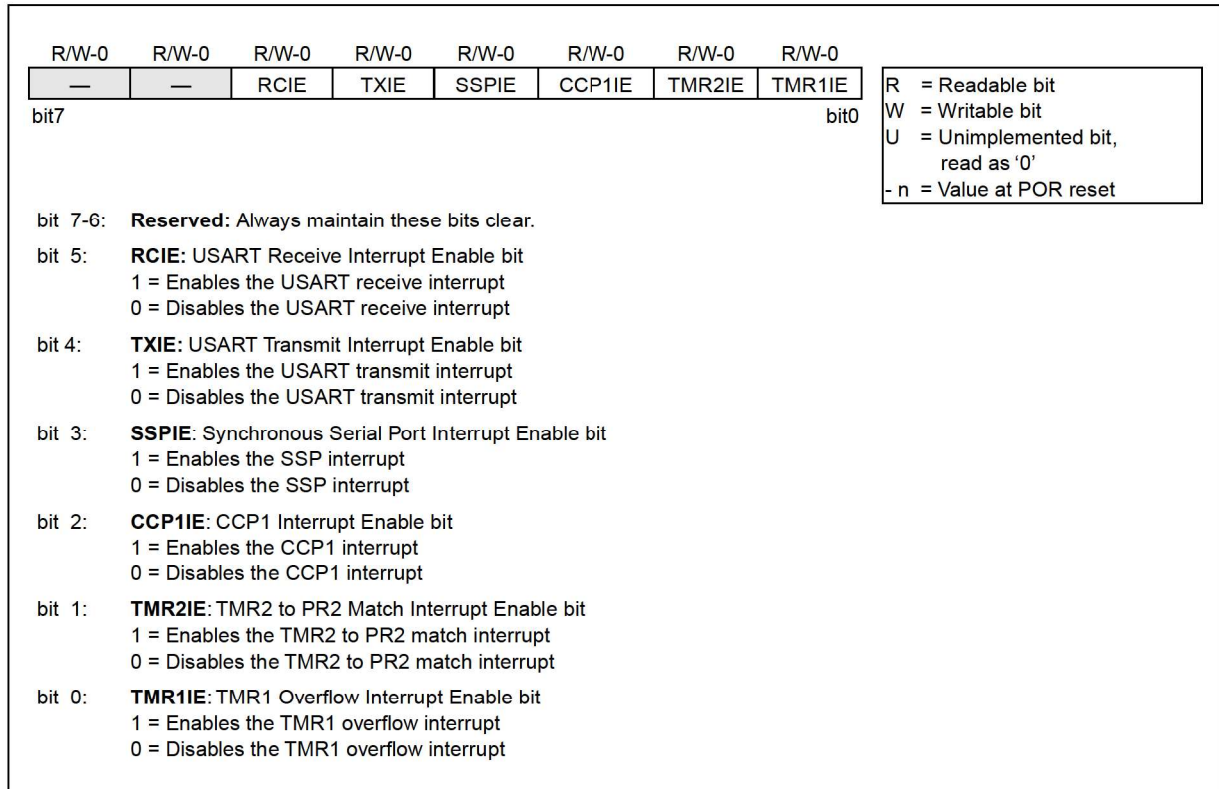 R/W-0 R/W-0 R/W-0 R/W-0 R/W-0 R/W-0 R/W-0 R/W-0
— — RCIE TXIE SSPIE CCP1IE TMR2IE TMR1IE
bit7 bit0
R = Readable bit
W = Writable bit
U = Unimplemented bit,
read as ‘0’
- n = Value at POR reset
bit 7-6: Reserved: Always maintain these bits clear.
bit 5: RCIE: USART Receive Interrupt Enable bit
1 = Enables the USART receive interrupt
0 = Disables the USART receive interrupt
bit 4: TXIE: USART Transmit Interrupt Enable bit
1 = Enables the USART transmit interrupt
0 = Disables the USART transmit interrupt
bit 3: SSPIE: Synchronous Serial Port Interrupt Enable bit
1 = Enables the SSP interrupt
0 = Disables the SSP interrupt
bit 2: CCP1IE: CCP1 Interrupt Enable bit
1 = Enables the CCP1 interrupt
0 = Disables the CCP1 interrupt
bit 1: TMR2IE: TMR2 to PR2 Match Interrupt Enable bit
1 = Enables the TMR2 to PR2 match interrupt
0 = Disables the TMR2 to PR2 match interrupt
bit 0: TMR1IE: TMR1 Overflow Interrupt Enable bit
1 = Enables the TMR1 overflow interrupt
0 = Disables the TMR1 overflow interrupt